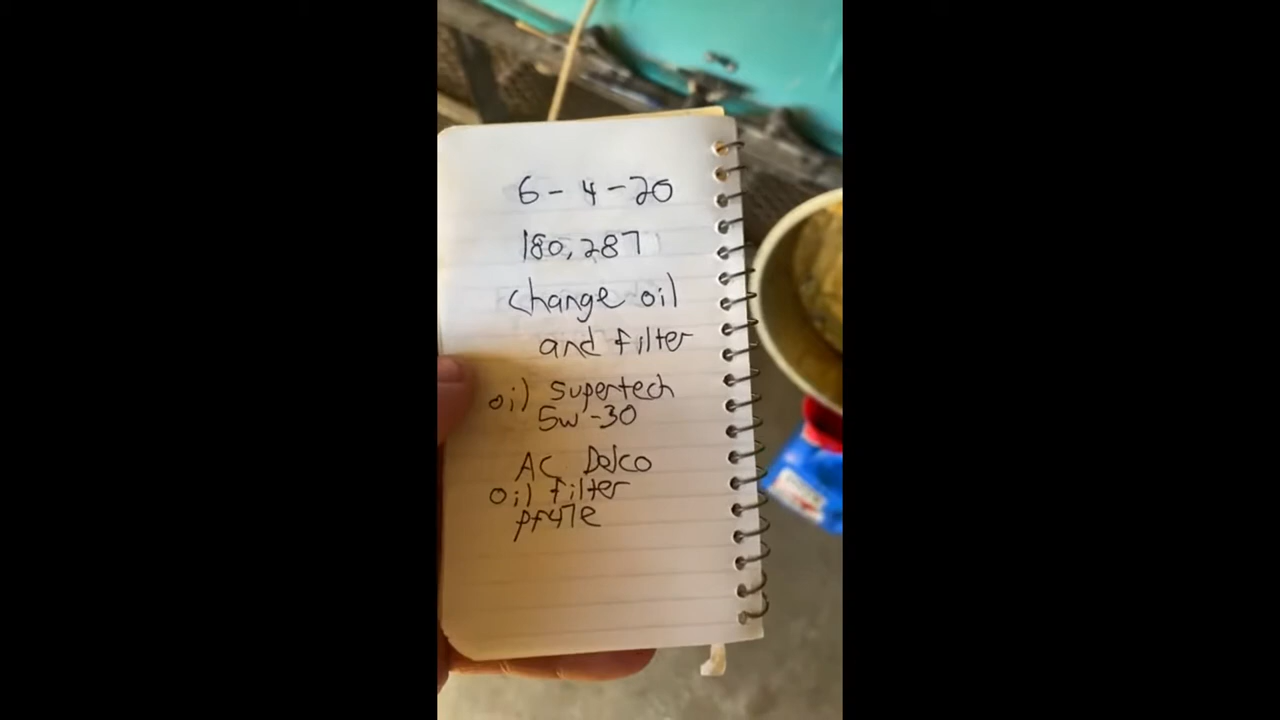 6-4-20
180,287
change oil
and filter
oil supertech
5w-30
AC Delco
oil filter
pf47e